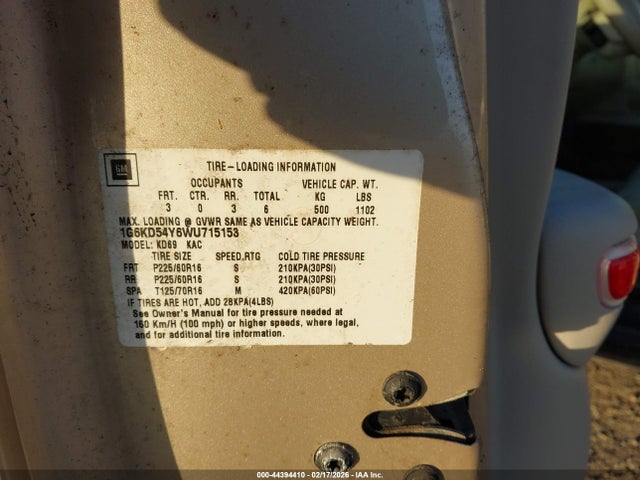 GM
TIRE-LOADING INFORMATION
OCCUPANTS VEHICLE CAP. WT.
FRT. CTR. RR. TOTAL KG LBS
3 0 3 6 500 1102
MAX. LOADING @ GVWR SAME AS VEHICLE CAPACITY WEIGHT.
1G6KD54Y6WU715153
MODEL: KD69 KAC
TIRE SIZE SPEED,RTG COLD TIRE PRESSURE
FRT P225/60R16 S 210KPA(30PSI)
RR P225/60R16 S 210KPA(30PSI)
SPA T125/70R16 M 420KPA(60PSI)
IF TIRES ARE HOT, ADD 28KPA(4LBS)
See Owner's Manual for tire pressure needed at
160 Km/H (100 mph) or higher speeds, where legal,
and for additional tire information.
000-44394410 - 02/17/2026 - IAA Inc.